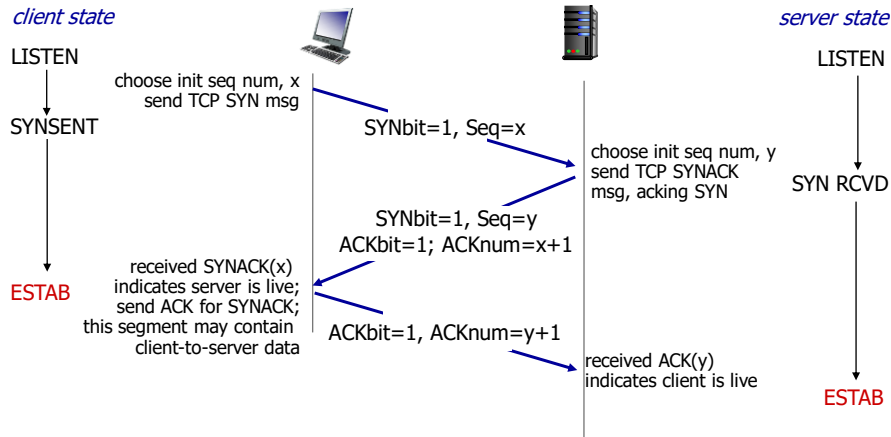 client state
server state
LISTEN
LISTEN
choose init seq num, x
send TCP SYN msg
SYNSENT
SYNbit=1, Seq=x
choose init seq num, y
send TCP SYNACK
msg, acking SYN
SYN RCVD
SYNbit=1, Seq=y
ACKbit=1; ACKnum=x+1
received SYNACK(x)
indicates server is live;
send ACK for SYNACK;
this segment may contain
client-to-server data
ESTAB
ACKbit=1, ACKnum=y+1
received ACK(y)
indicates client is live
ESTAB